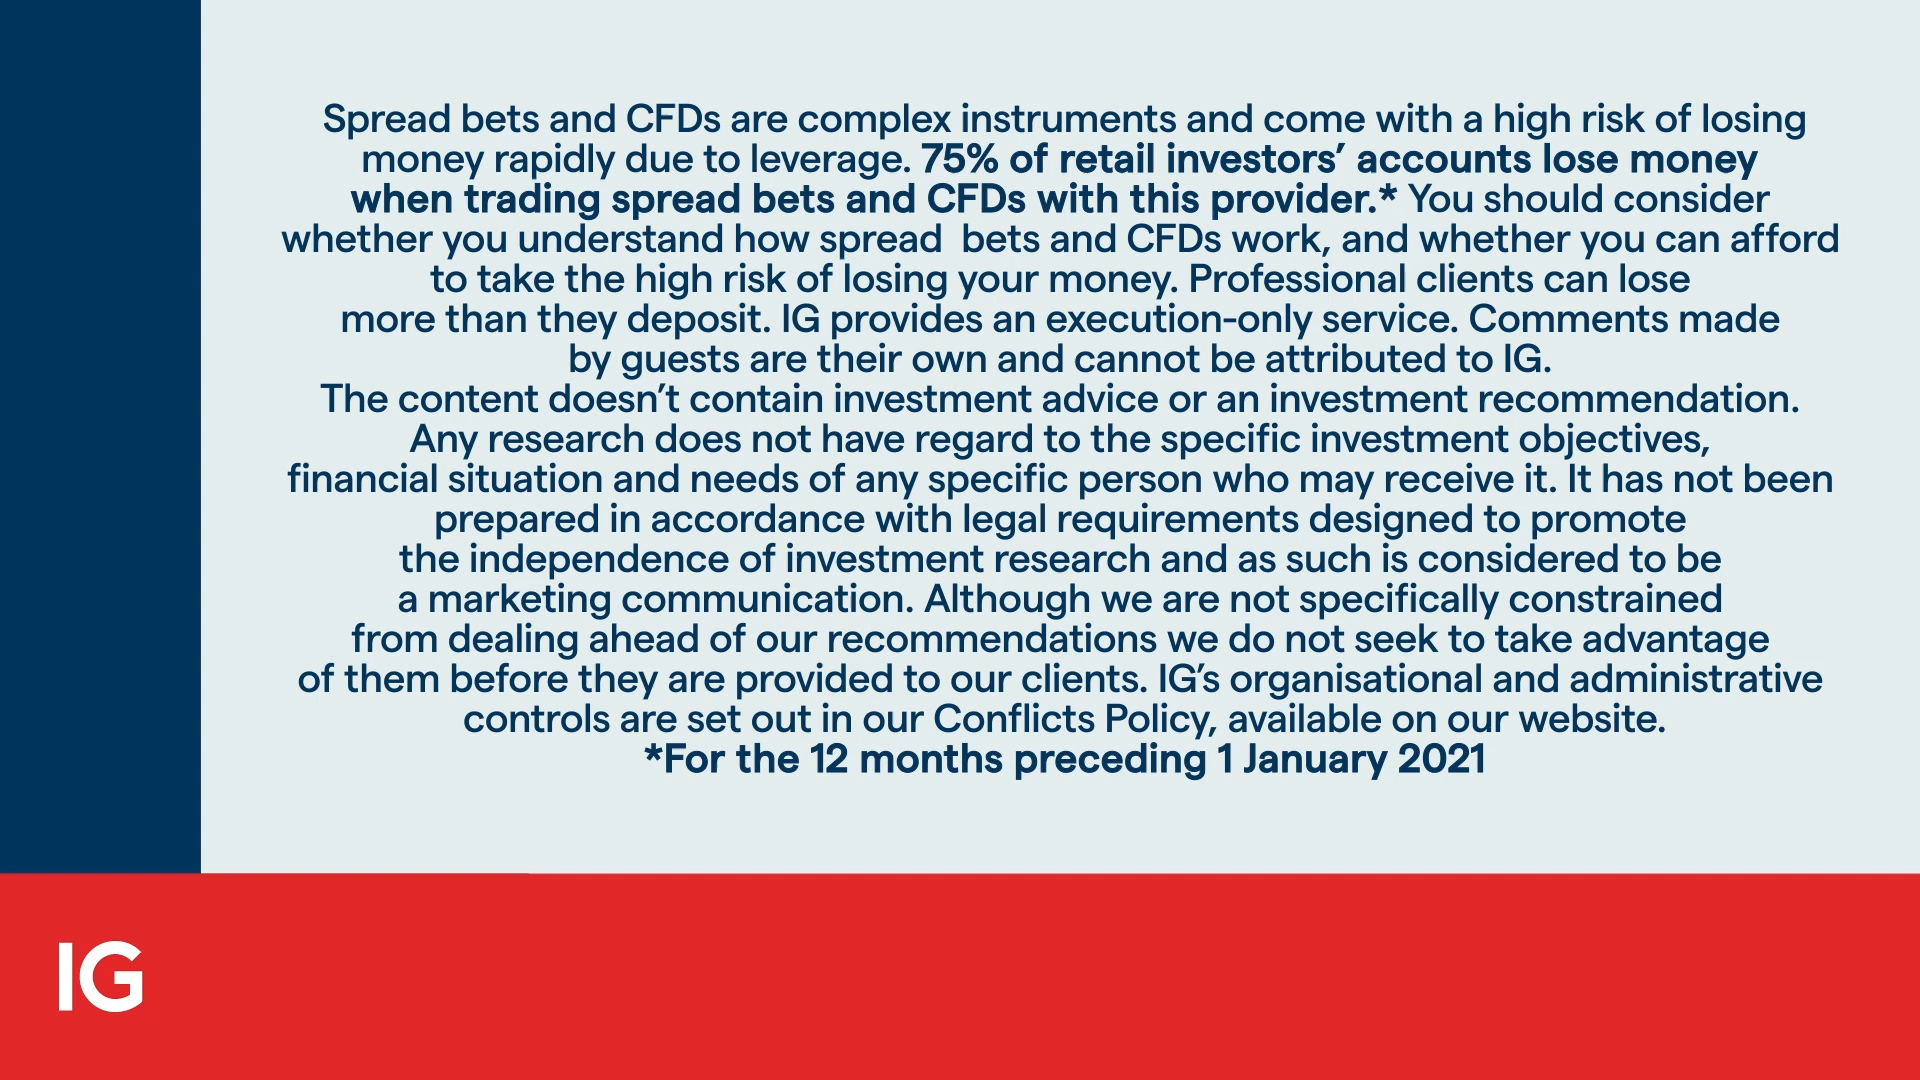 Spread bets and CFDs are complex instruments and come with a high risk of losing
money rapidly due to leverage. 75% of retail investors’ accounts lose money
when trading spread bets and CFDs with this provider.* You should consider
whether you understand how spread  bets and CFDs work, and whether you can afford
to take the high risk of losing your money. Professional clients can lose
more than they deposit. IG provides an execution-only service. Comments made
by guests are their own and cannot be attributed to IG.
The content doesn’t contain investment advice or an investment recommendation.
Any research does not have regard to the specific investment objectives,
financial situation and needs of any specific person who may receive it. It has not been
prepared in accordance with legal requirements designed to promote
the independence of investment research and as such is considered to be
a marketing communication. Although we are not specifically constrained
from dealing ahead of our recommendations we do not seek to take advantage
of them before they are provided to our clients. IG’s organisational and administrative
controls are set out in our Conflicts Policy, available on our website.
*For the 12 months preceding 1 January 2021
IG